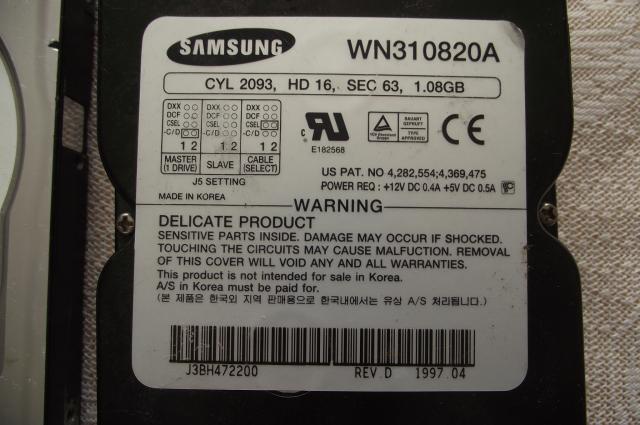 SAMSUNG
WN310820A
CYL 2093, HD 16, SEC 63, 1.08GB
DXX DXX DXX
DCF DCF DCF
CSEL CSEL CSEL
-C/D -C/D -C/D
1 2 1 2 1 2
MASTER (1 DRIVE) SLAVE CABLE (SELECT)
J5 SETTING
MADE IN KOREA
E182568
BAUART GEPRÜFT
TYPE APPROVED
CE
US PAT. NO 4,282,554;4,369,475
POWER REQ : +12V DC 0.4A +5V DC 0.5A
WARNING
DELICATE PRODUCT
SENSITIVE PARTS INSIDE. DAMAGE MAY OCCUR IF SHOCKED.
TOUCHING THE CIRCUITS MAY CAUSE MALFUCTION. REMOVAL
OF THIS COVER WILL VOID ANY AND ALL WARRANTIES.
This product is not intended for sale in Korea.
A/S in Korea must be paid for.
(본 제품은 한국외 지역 판매용으로 한국내에서는 유상 A/S 처리됩니다.)
J3BH472200 REV D 1997.04